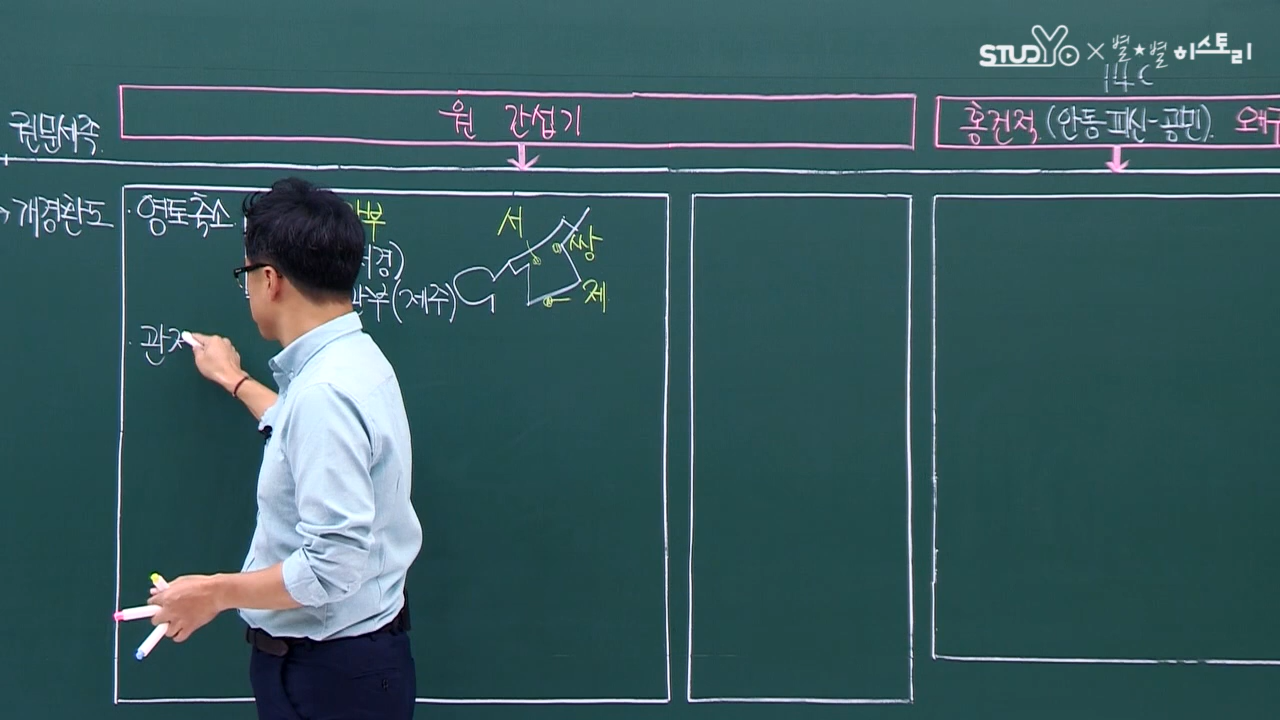 STUDYO × 별★별 히스토리
14C
권문세족
원 간섭기
홍건적 (안동피신-공민). 왜구
→개경환도
· 영토축소
부
서
쌍
서경)
부(제주)
제
· 관저